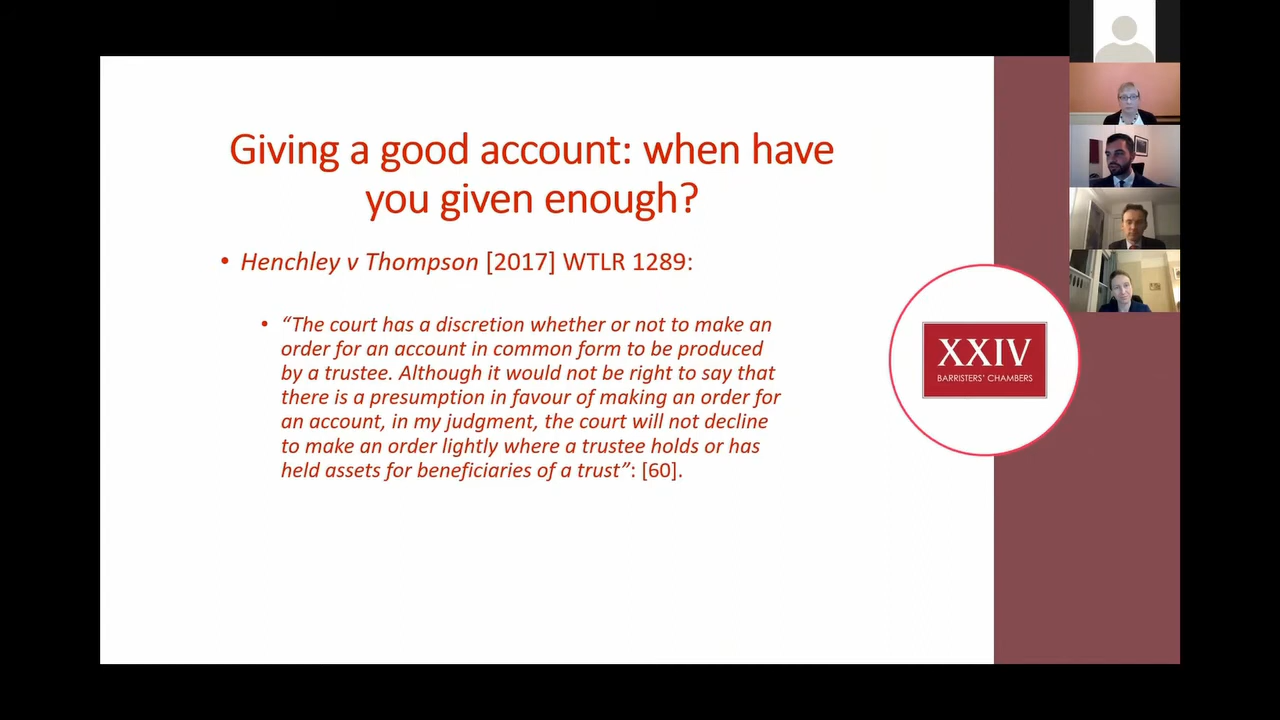 Giving a good account: when have
you given enough?
• Henchley v Thompson [2017] WTLR 1289:
• “The court has a discretion whether or not to make an
order for an account in common form to be produced
by a trustee. Although it would not be right to say that
there is a presumption in favour of making an order for
an account, in my judgment, the court will not decline
to make an order lightly where a trustee holds or has
held assets for beneficiaries of a trust”: [60].
XXIV
BARRISTERS’ CHAMBERS